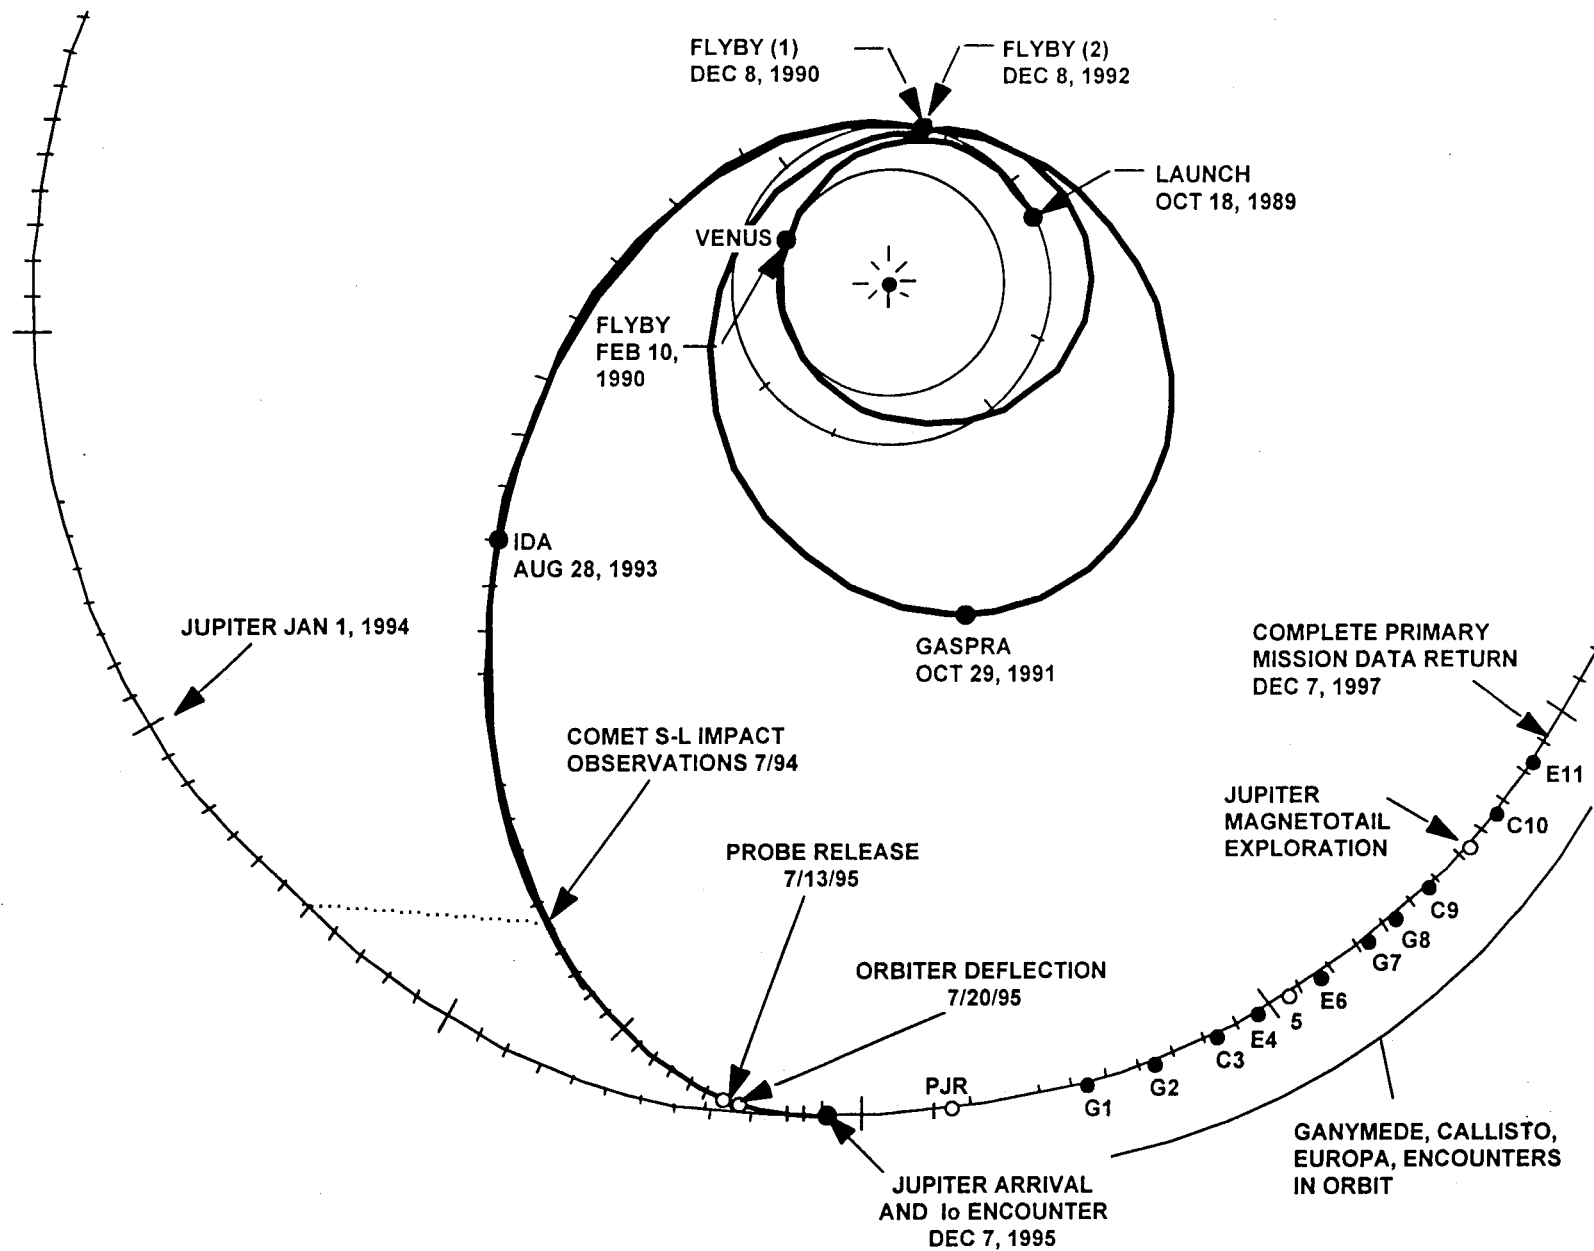 FLYBY (1)
DEC 8, 1990
FLYBY (2)
DEC 8, 1992
LAUNCH
OCT 18, 1989
VENUS
FLYBY
FEB 10,
1990
IDA
AUG 28, 1993
GASPRA
OCT 29, 1991
JUPITER JAN 1, 1994
COMPLETE PRIMARY
MISSION DATA RETURN
DEC 7, 1997
COMET S-L IMPACT
OBSERVATIONS 7/94
E11
JUPITER
MAGNETOTAIL
EXPLORATION
C10
PROBE RELEASE
7/13/95
C9
G8
G7
ORBITER DEFLECTION
7/20/95
E6
5
E4
C3
G2
G1
PJR
GANYMEDE, CALLISTO,
EUROPA, ENCOUNTERS
IN ORBIT
JUPITER ARRIVAL
AND Io ENCOUNTER
DEC 7, 1995